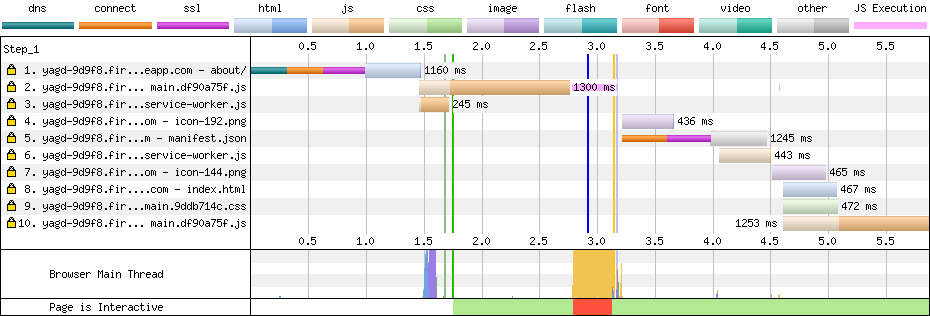 dns connect ssl html js css image flash font video other JS Execution
Step_1 0.5 1.0 1.5 2.0 2.5 3.0 3.5 4.0 4.5 5.0 5.5
1. yagd-9d9f8.fir...eapp.com - about/ 1160 ms
2. yagd-9d9f8.fir... main.df90a75f.js 1300 ms
3. yagd-9d9f8.fir...service-worker.js 245 ms
4. yagd-9d9f8.fir...om - icon-192.png 436 ms
5. yagd-9d9f8.fir...m - manifest.json 1245 ms
6. yagd-9d9f8.fir...service-worker.js 443 ms
7. yagd-9d9f8.fir...om - icon-144.png 465 ms
8. yagd-9d9f8.fir....com - index.html 467 ms
9. yagd-9d9f8.fir...main.9ddb714c.css 472 ms
10. yagd-9d9f8.fir... main.df90a75f.js 1253 ms
0.5 1.0 1.5 2.0 2.5 3.0 3.5 4.0 4.5 5.0 5.5
Browser Main Thread
Page is Interactive